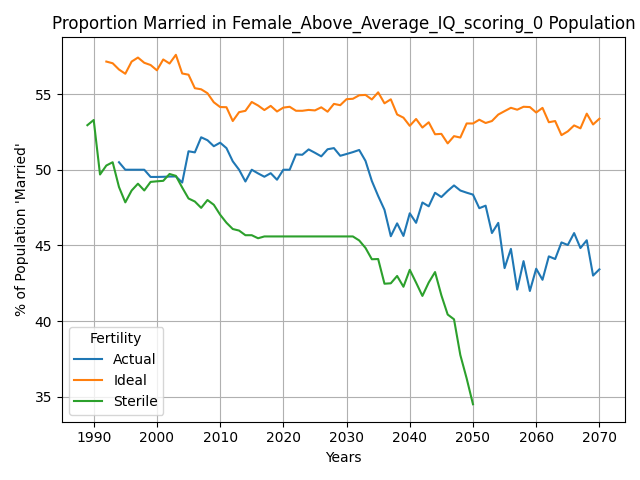 Proportion Married in Female_Above_Average_IQ_scoring_0 Population
% of Population 'Married'
55
50
45
40
35
Fertility
Actual
Ideal
Sterile
1990 2000 2010 2020 2030 2040 2050 2060 2070
Years